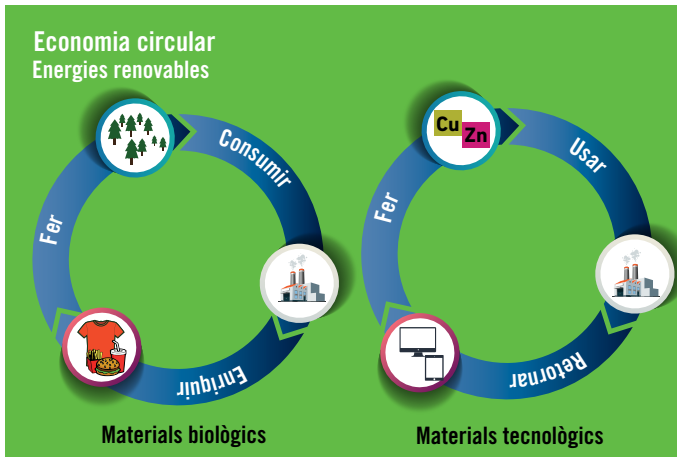 Economia circular
Energies renovables
Consumir
Fer
Enriquir
Materials biològics
Cu
Zn
Usar
Fer
Retornar
Materials tecnològics